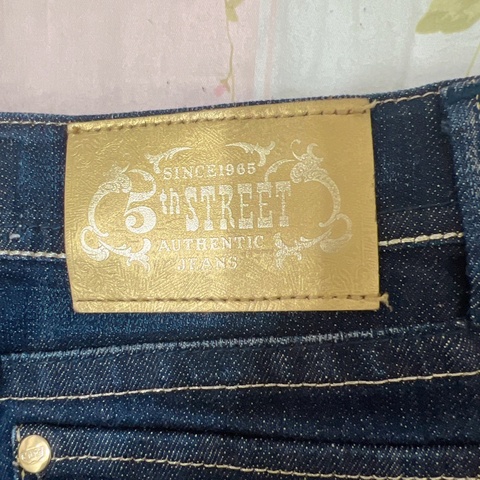 SINCE1965
5th STREET
AUTHENTIC
JEANS